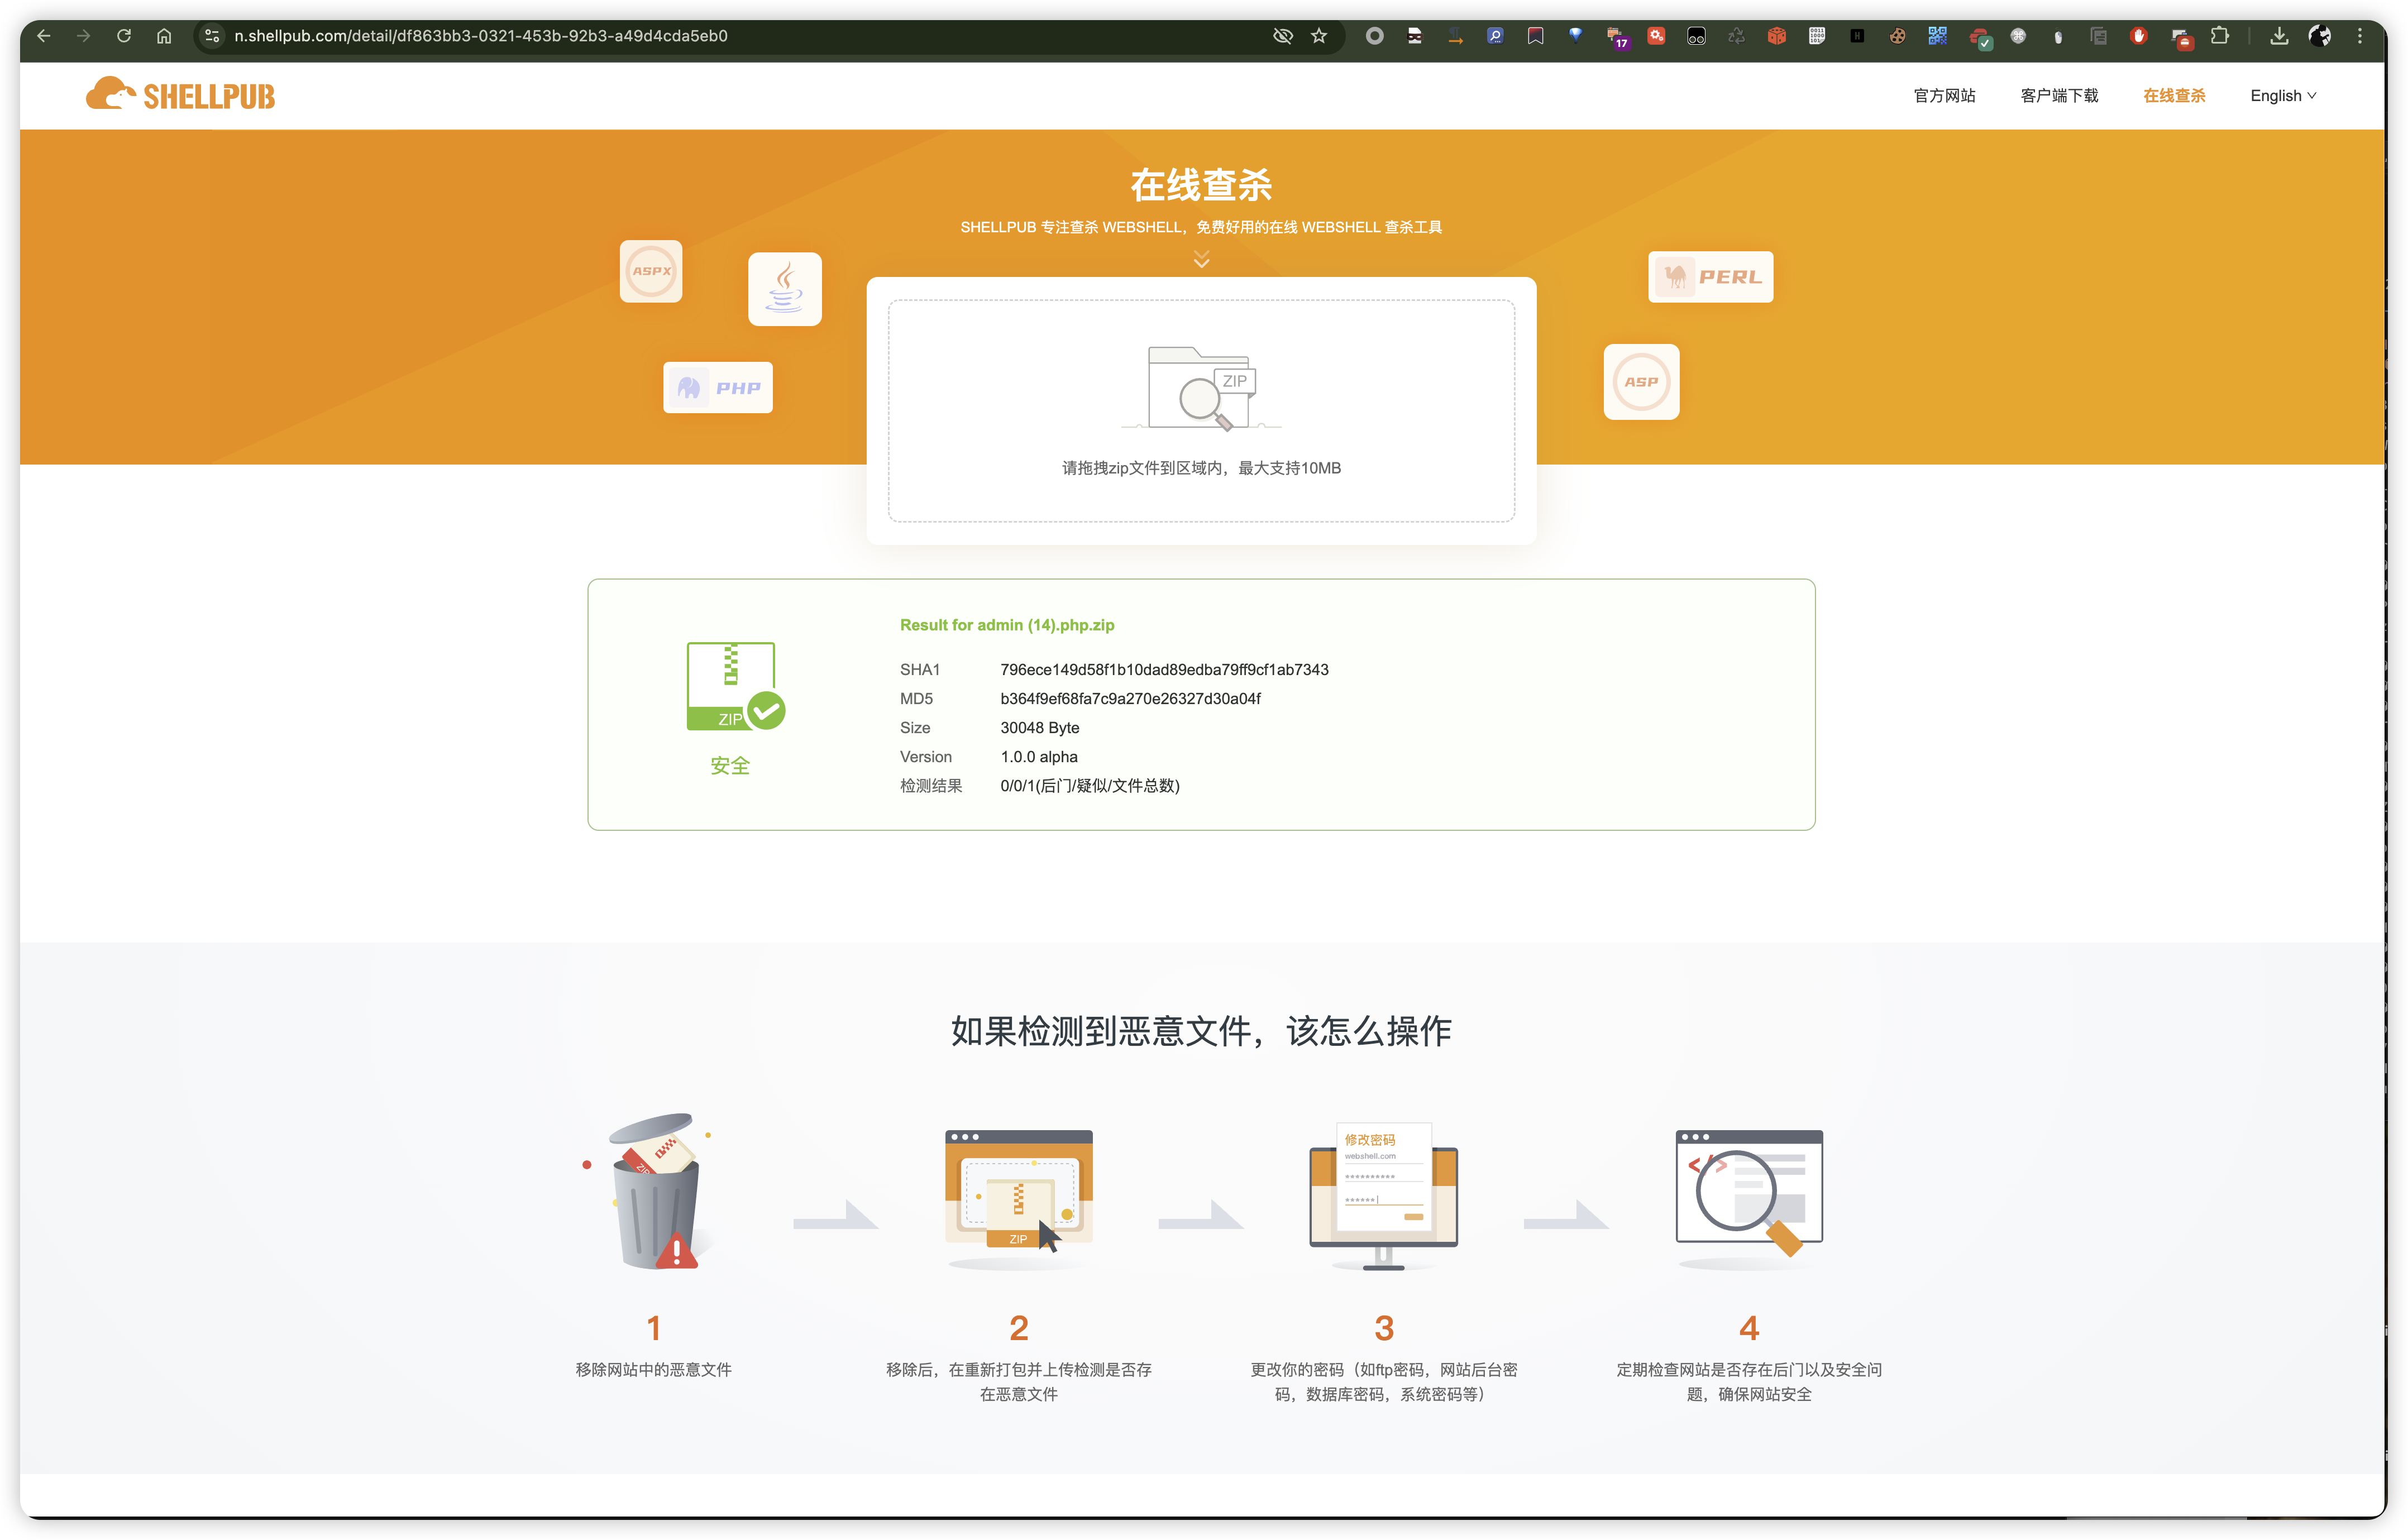 n.shellpub.com/detail/df863bb3-0321-453b-92b3-a49d4cda5eb0
17
SHELLPUB
官方网站
客户端下载
在线查杀
English
在线查杀
SHELLPUB 专注查杀 WEBSHELL，免费好用的在线 WEBSHELL 查杀工具
ASPX
PERL
PHP
ASP
ZIP
请拖拽zip文件到区域内，最大支持10MB
Result for admin (14).php.zip
SHA1 796ece149d58f1b10dad89edba79ff9cf1ab7343
MD5 b364f9ef68fa7c9a270e26327d30a04f
Size 30048 Byte
Version 1.0.0 alpha
检测结果 0/0/1(后门/疑似/文件总数)
ZIP
安全
如果检测到恶意文件，该怎么操作
ZIP
ZIP
修改密码
webshell.com
**********
******
</>
1
移除网站中的恶意文件
2
移除后，在重新打包并上传检测是否存
在恶意文件
3
更改你的密码（如ftp密码，网站后台密
码，数据库密码，系统密码等）
4
定期检查网站是否存在后门以及安全问
题，确保网站安全